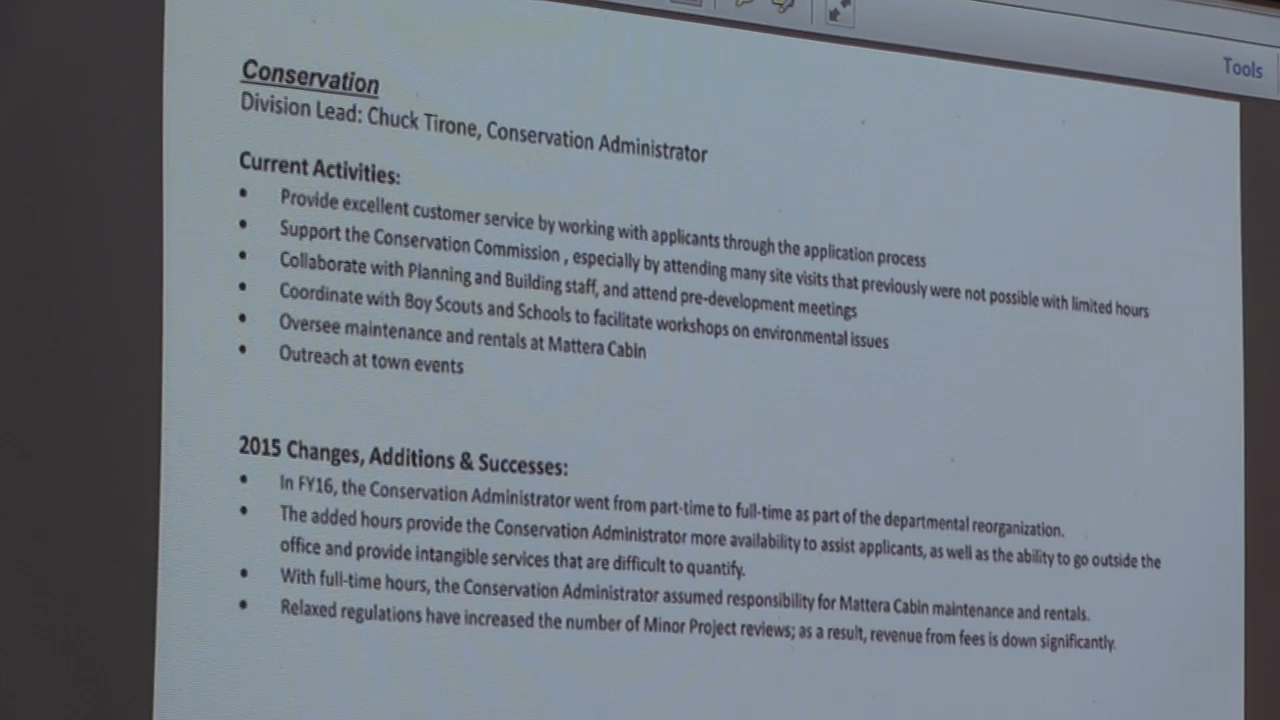 Tools
Conservation
Division Lead: Chuck Tirone, Conservation Administrator
Current Activities:
• Provide excellent customer service by working with applicants through the application process
• Support the Conservation Commission , especially by attending many site visits that previously were not possible with limited hours
• Collaborate with Planning and Building staff, and attend pre-development meetings
• Coordinate with Boy Scouts and Schools to facilitate workshops on environmental issues
• Oversee maintenance and rentals at Mattera Cabin
• Outreach at town events
2015 Changes, Additions & Successes:
• In FY16, the Conservation Administrator went from part-time to full-time as part of the departmental reorganization.
• The added hours provide the Conservation Administrator more availability to assist applicants, as well as the ability to go outside the
office and provide intangible services that are difficult to quantify.
• With full-time hours, the Conservation Administrator assumed responsibility for Mattera Cabin maintenance and rentals.
• Relaxed regulations have increased the number of Minor Project reviews; as a result, revenue from fees is down significantly.